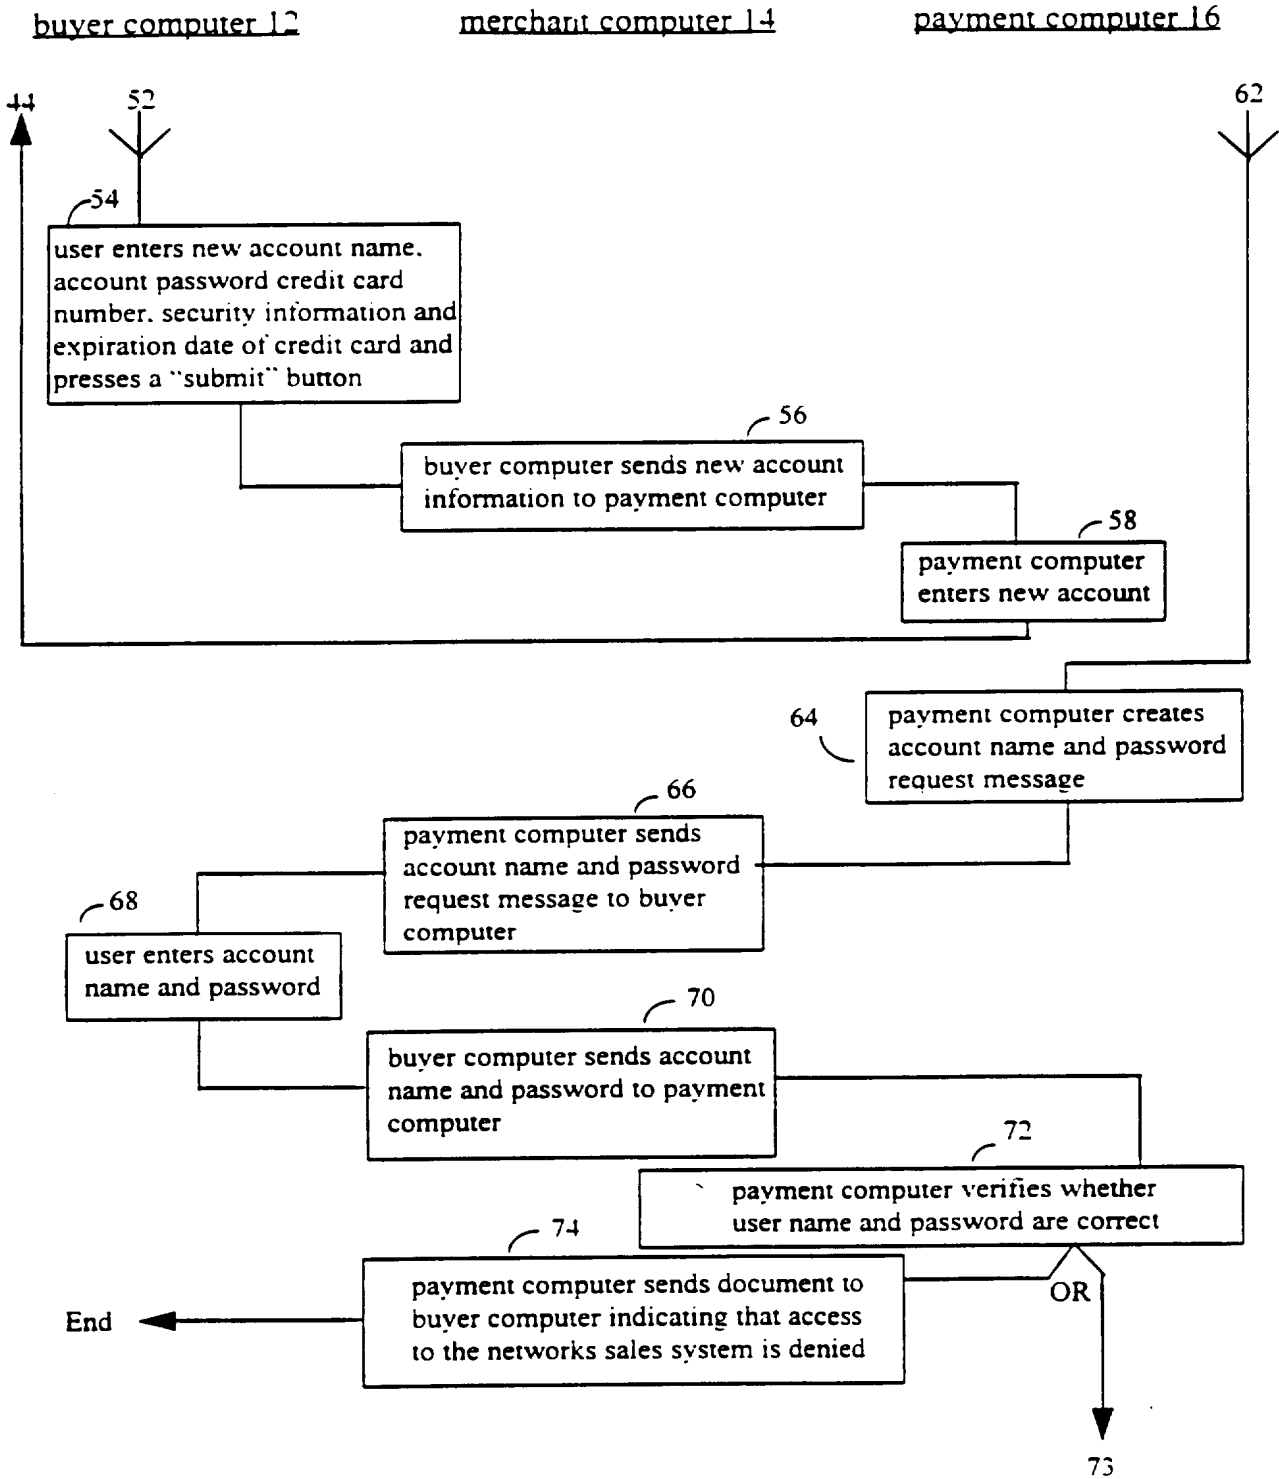 buyer computer 12 merchant computer 14 payment computer 16
44 52 62
54
user enters new account name.
account password credit card
number. security information and
expiration date of credit card and
presses a "submit" button
56
buyer computer sends new account
information to payment computer
58
payment computer
enters new account
64
payment computer creates
account name and password
request message
66
payment computer sends
account name and password
request message to buyer
computer
68
user enters account
name and password
70
buyer computer sends account
name and password to payment
computer
72
payment computer verifies whether
user name and password are correct
74
payment computer sends document to
buyer computer indicating that access
to the networks sales system is denied
OR
End
73